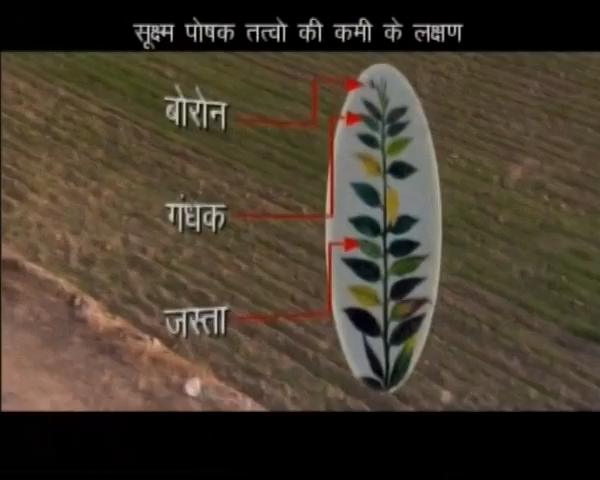 सूक्ष्म पोषक तत्वो की कमी के लक्षण
बोरोन
गंधक
जस्ता